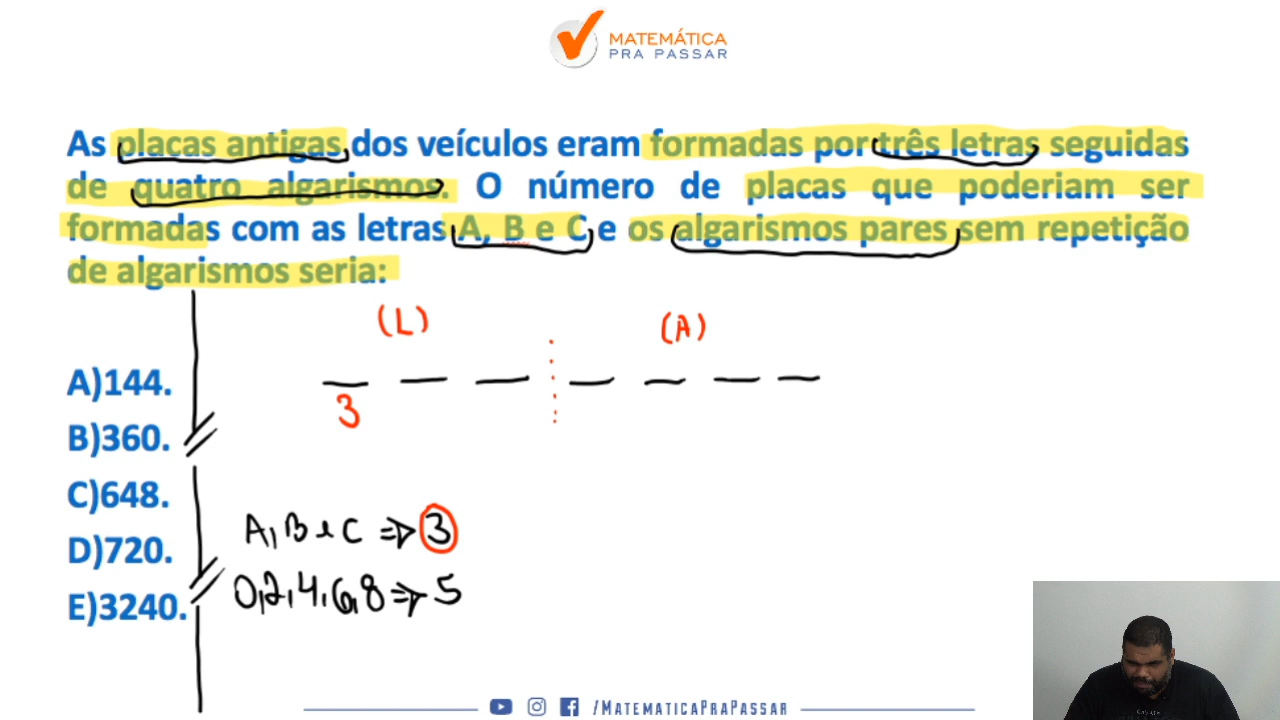 MATEMÁTICA
PRA PASSAR
As placas antigas dos veículos eram formadas por três letras seguidas
de quatro algarismos. O número de placas que poderiam ser
formadas com as letras A, B e C, e os algarismos pares sem repetição
de algarismos seria:
(L) (A)
A)144.
3
B)360.
C)648.
A, B e C ⇒ 3
D)720.
0,2,4,6,8 ⇒ 5
E)3240.
/MATEMATICAPRAPASSAR